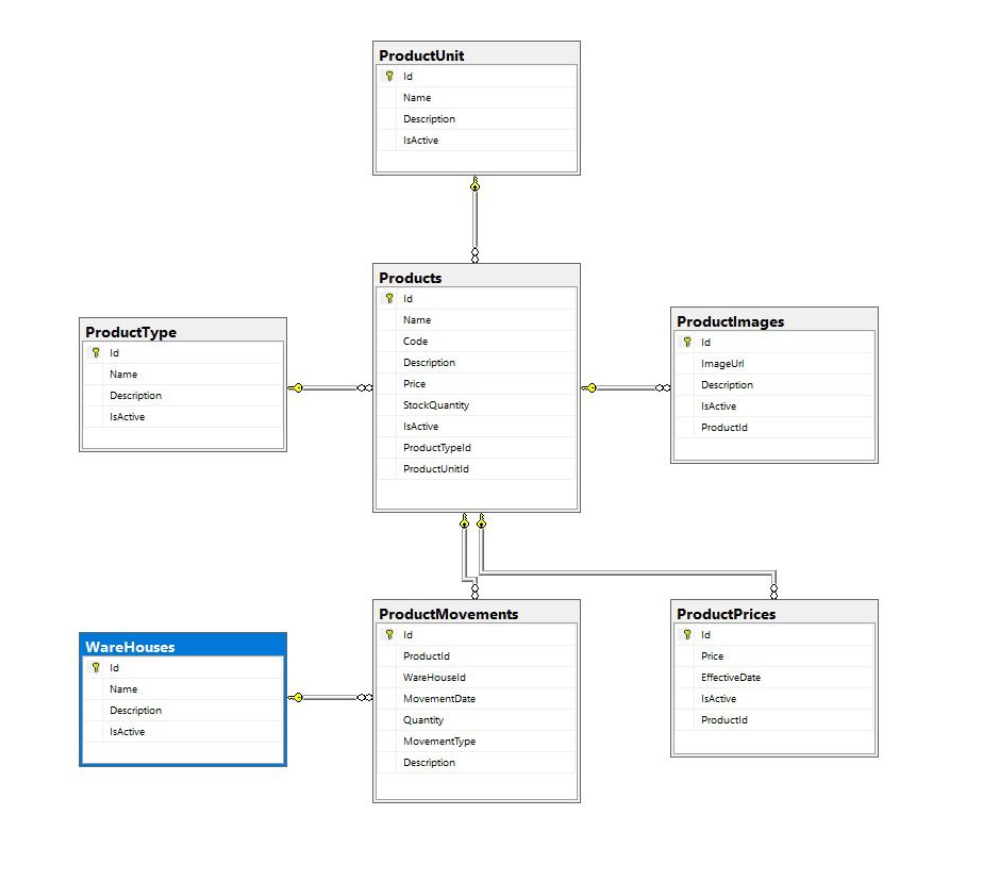 ProductUnit
Id
Name
Description
IsActive
Products
Id
Name
Code
Description
Price
StockQuantity
IsActive
ProductTypeId
ProductUnitId
ProductType
Id
Name
Description
IsActive
ProductImages
Id
ImageUrl
Description
IsActive
ProductId
WareHouses
Id
Name
Description
IsActive
ProductMovements
Id
ProductId
WareHouseId
MovementDate
Quantity
MovementType
Description
ProductPrices
Id
Price
EffectiveDate
IsActive
ProductId